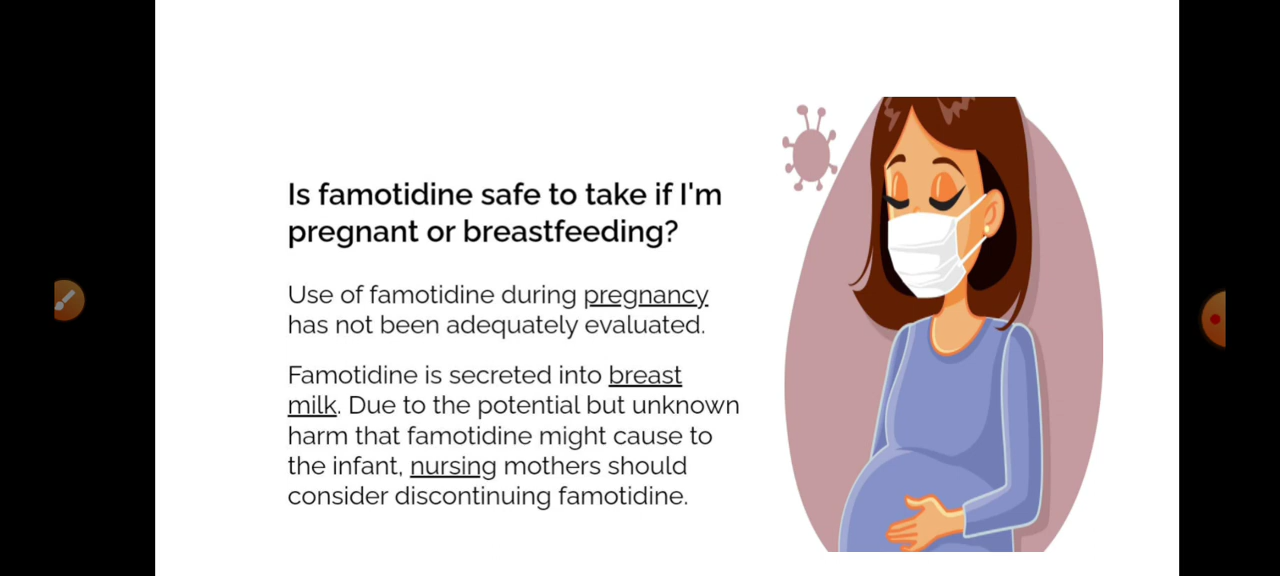 Is famotidine safe to take if I'm
pregnant or breastfeeding?
Use of famotidine during pregnancy
has not been adequately evaluated.
Famotidine is secreted into breast
milk. Due to the potential but unknown
harm that famotidine might cause to
the infant, nursing mothers should
consider discontinuing famotidine.